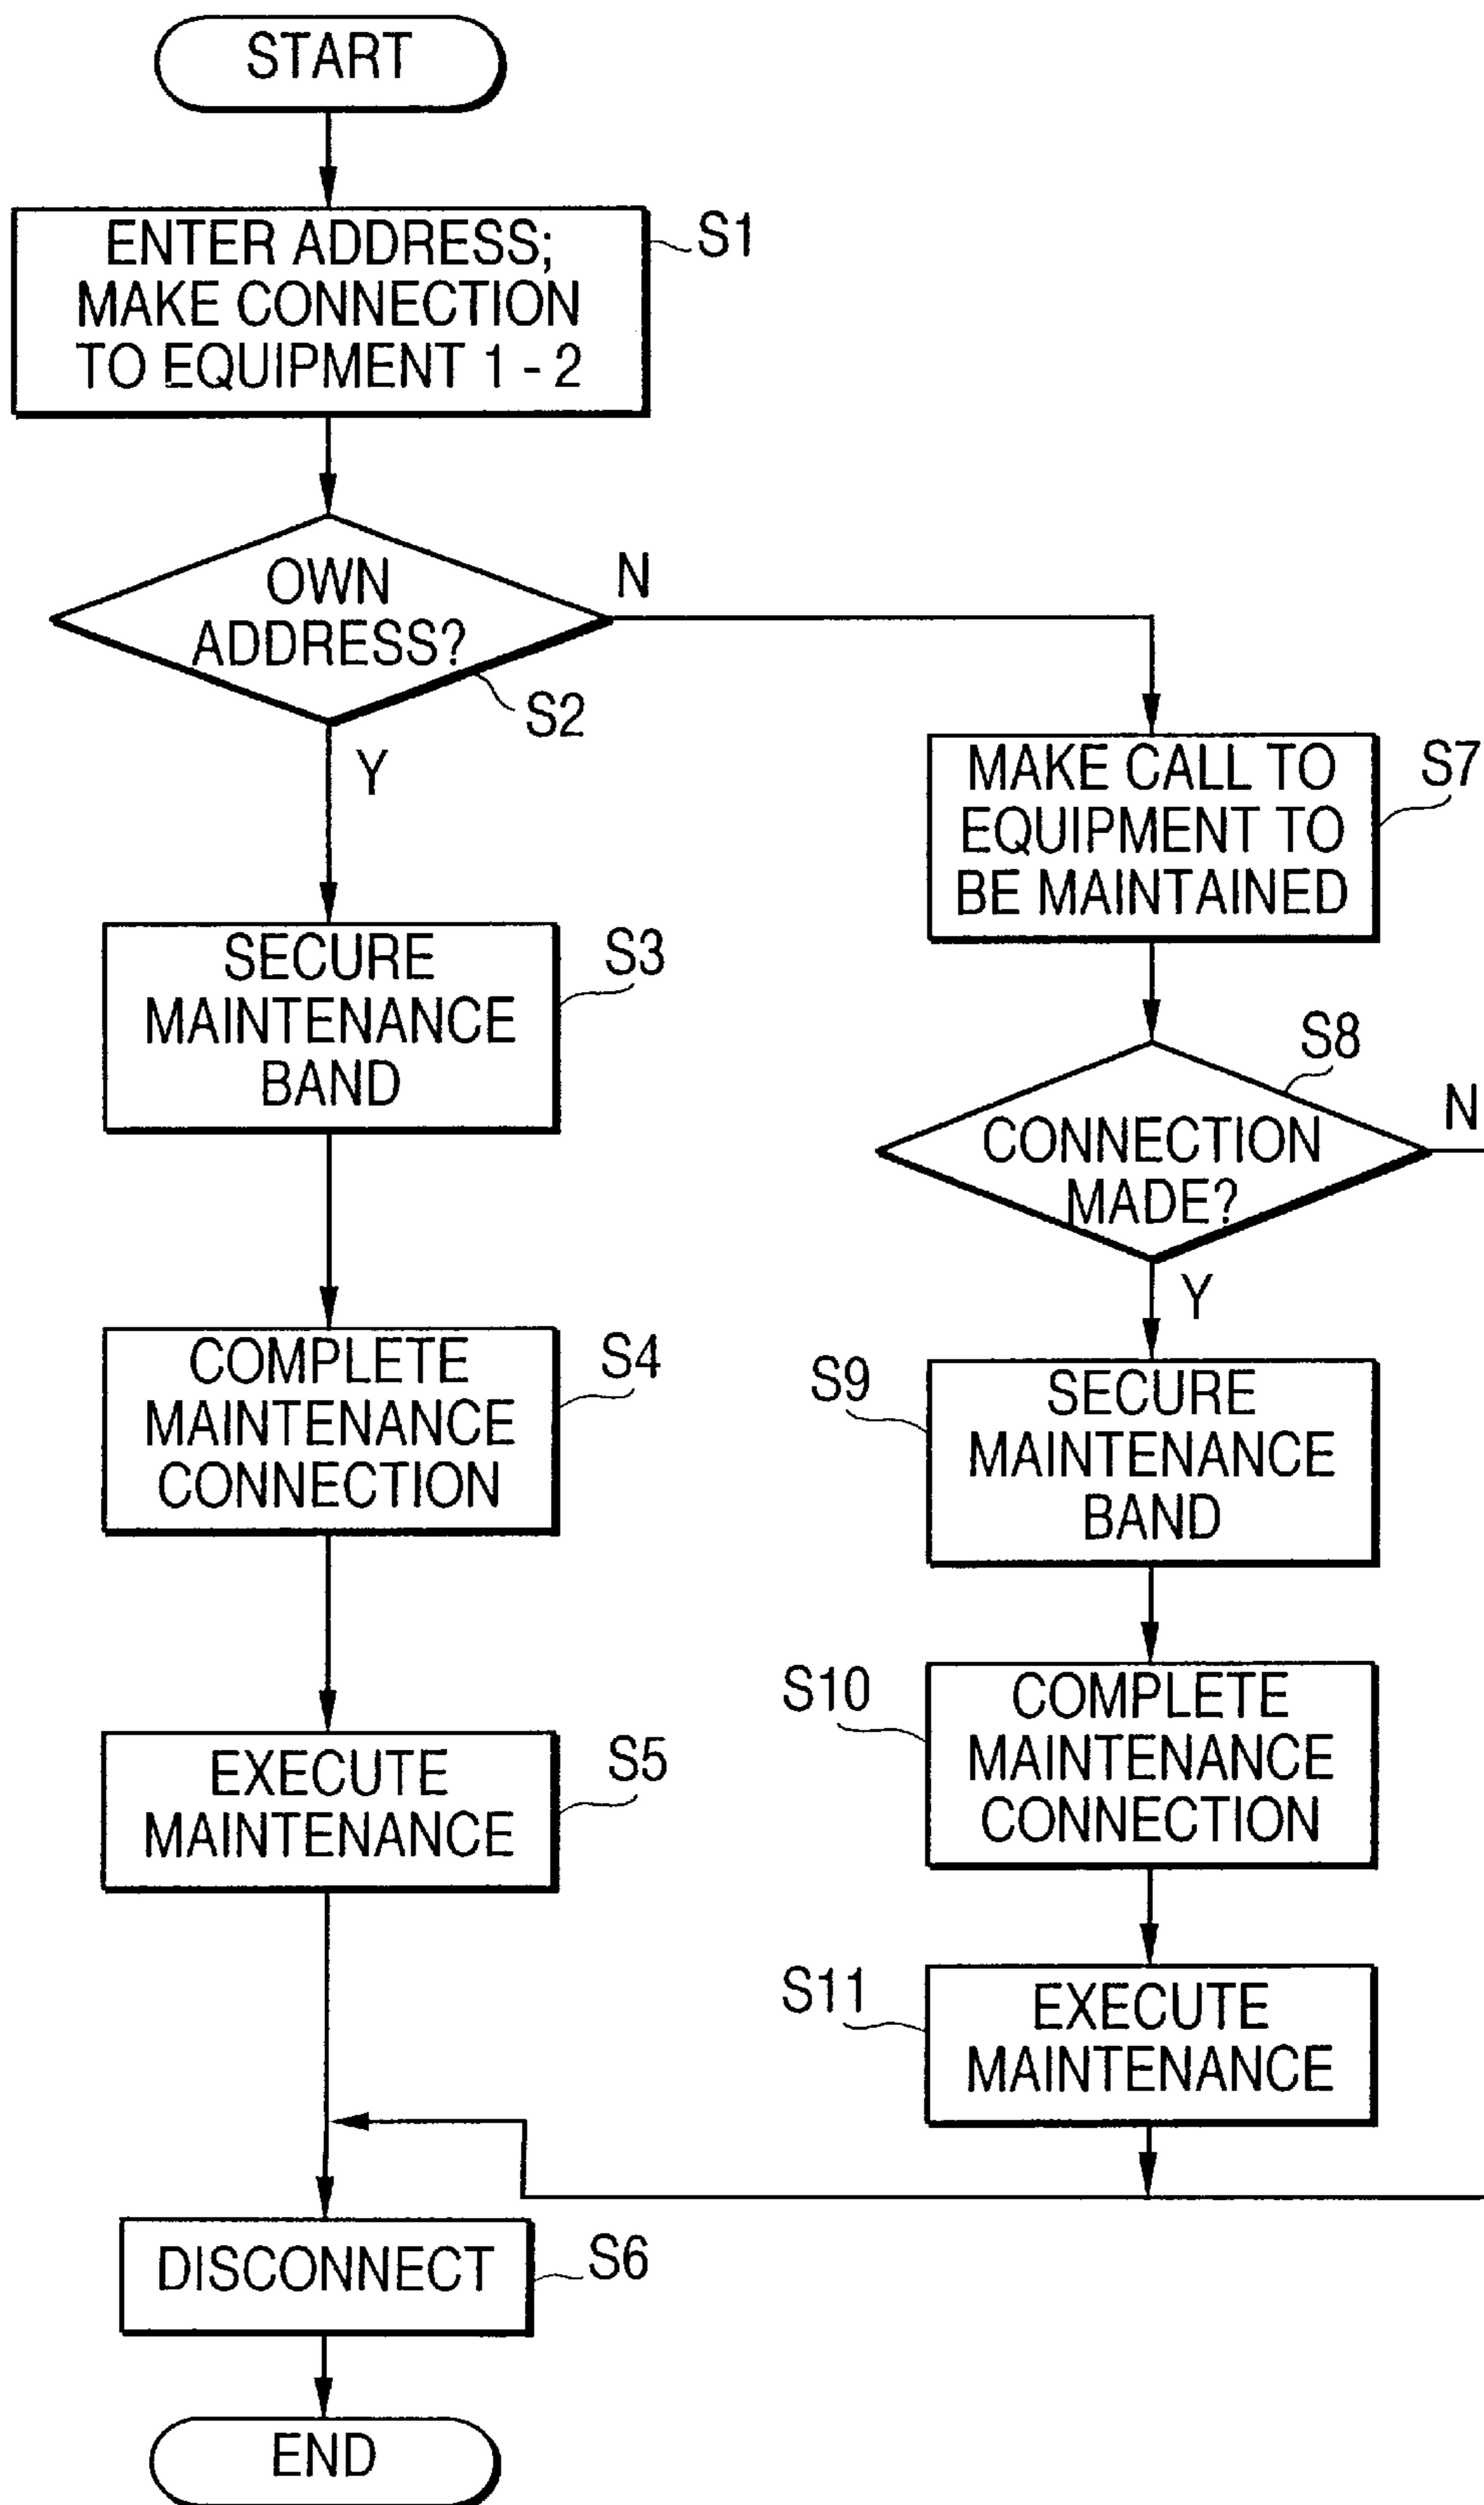 START
ENTER ADDRESS;
MAKE CONNECTION
TO EQUIPMENT 1 - 2
S1
OWN
ADDRESS?
N
S2
Y
SECURE
MAINTENANCE
BAND
S3
COMPLETE
MAINTENANCE
CONNECTION
S4
EXECUTE
MAINTENANCE
S5
DISCONNECT
S6
END
MAKE CALL TO
EQUIPMENT TO
BE MAINTAINED
S7
S8
CONNECTION
MADE?
N
Y
S9
SECURE
MAINTENANCE
BAND
S10
COMPLETE
MAINTENANCE
CONNECTION
S11
EXECUTE
MAINTENANCE